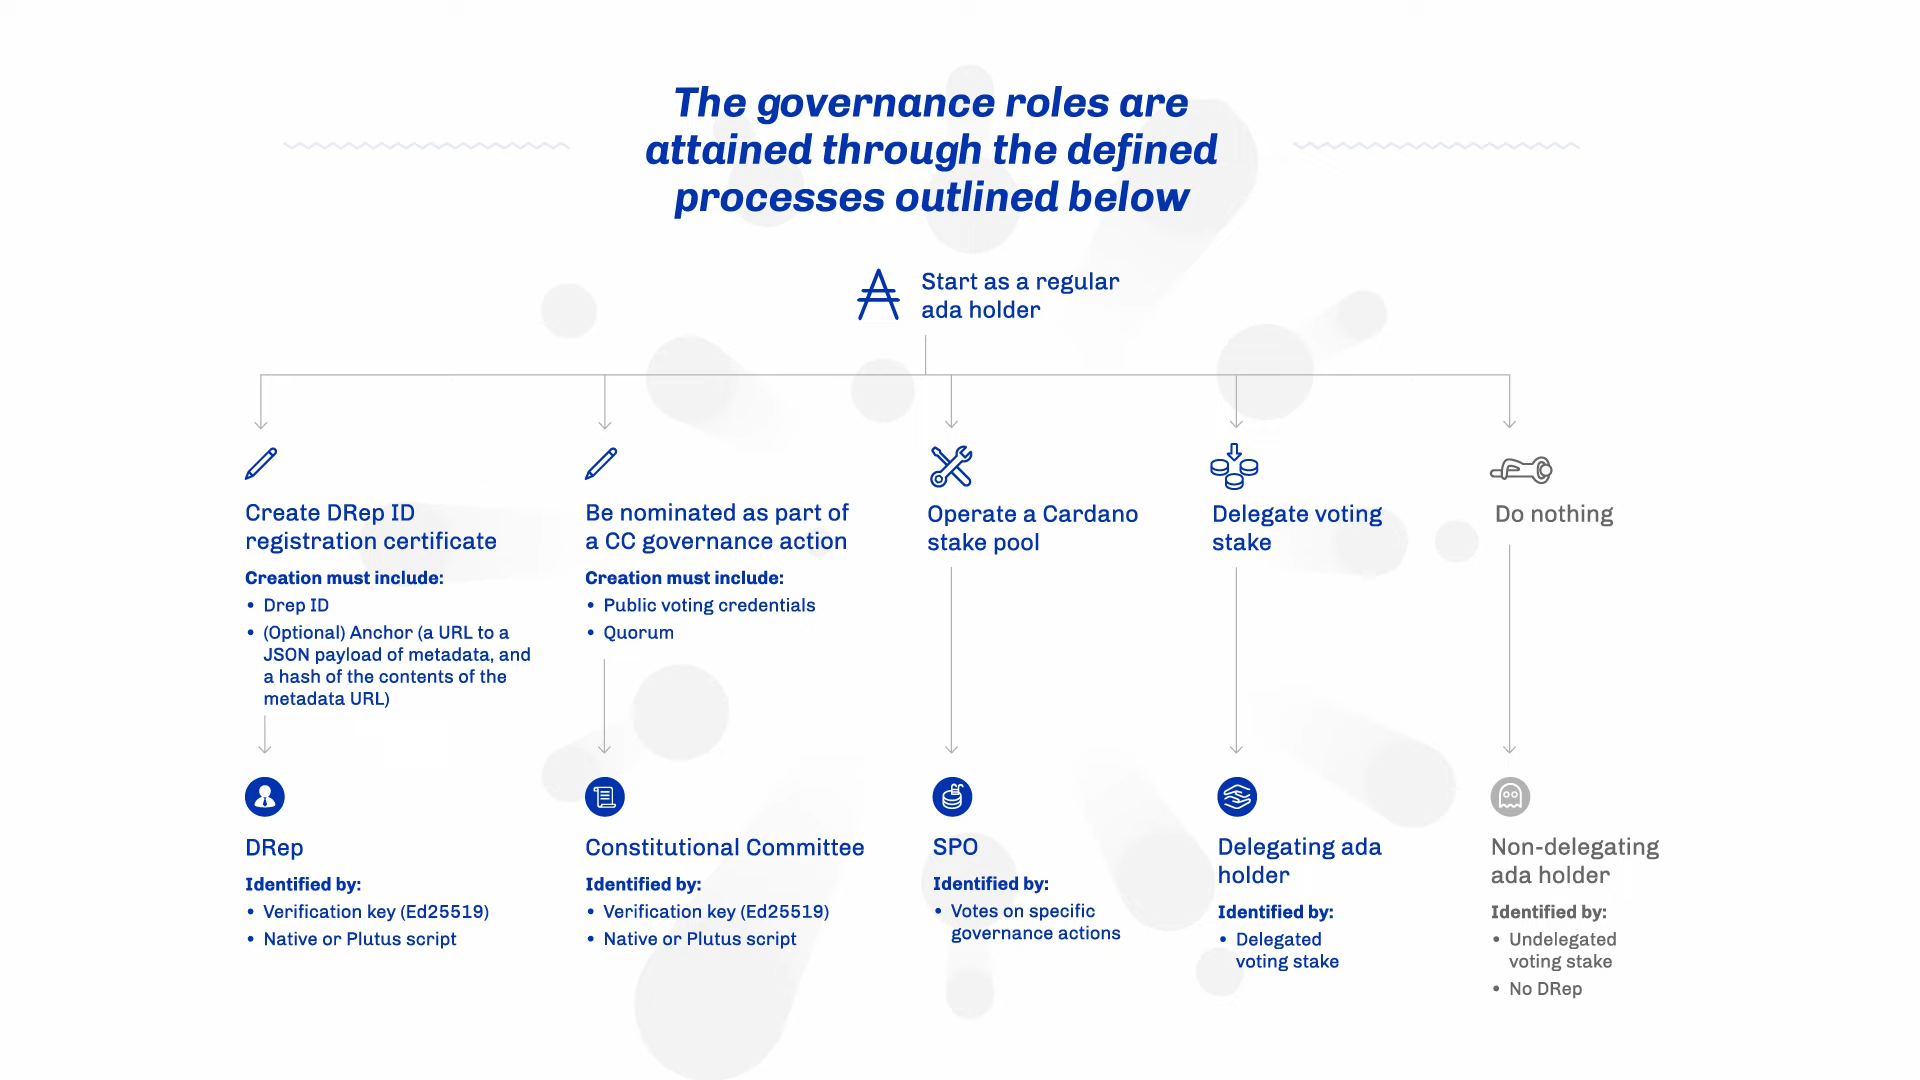 The governance roles are
attained through the defined
processes outlined below
Start as a regular
ada holder
Create DRep ID
registration certificate
Creation must include:
• Drep ID
• (Optional) Anchor (a URL to a
JSON payload of metadata, and
a hash of the contents of the
metadata URL)
DRep
Identified by:
• Verification key (Ed25519)
• Native or Plutus script
Be nominated as part of
a CC governance action
Creation must include:
• Public voting credentials
• Quorum
Constitutional Committee
Identified by:
• Verification key (Ed25519)
• Native or Plutus script
Operate a Cardano
stake pool
SPO
Identified by:
• Votes on specific
governance actions
Delegate voting
stake
Delegating ada
holder
Identified by:
• Delegated
voting stake
Do nothing
Non-delegating
ada holder
Identified by:
• Undelegated
voting stake
• No DRep